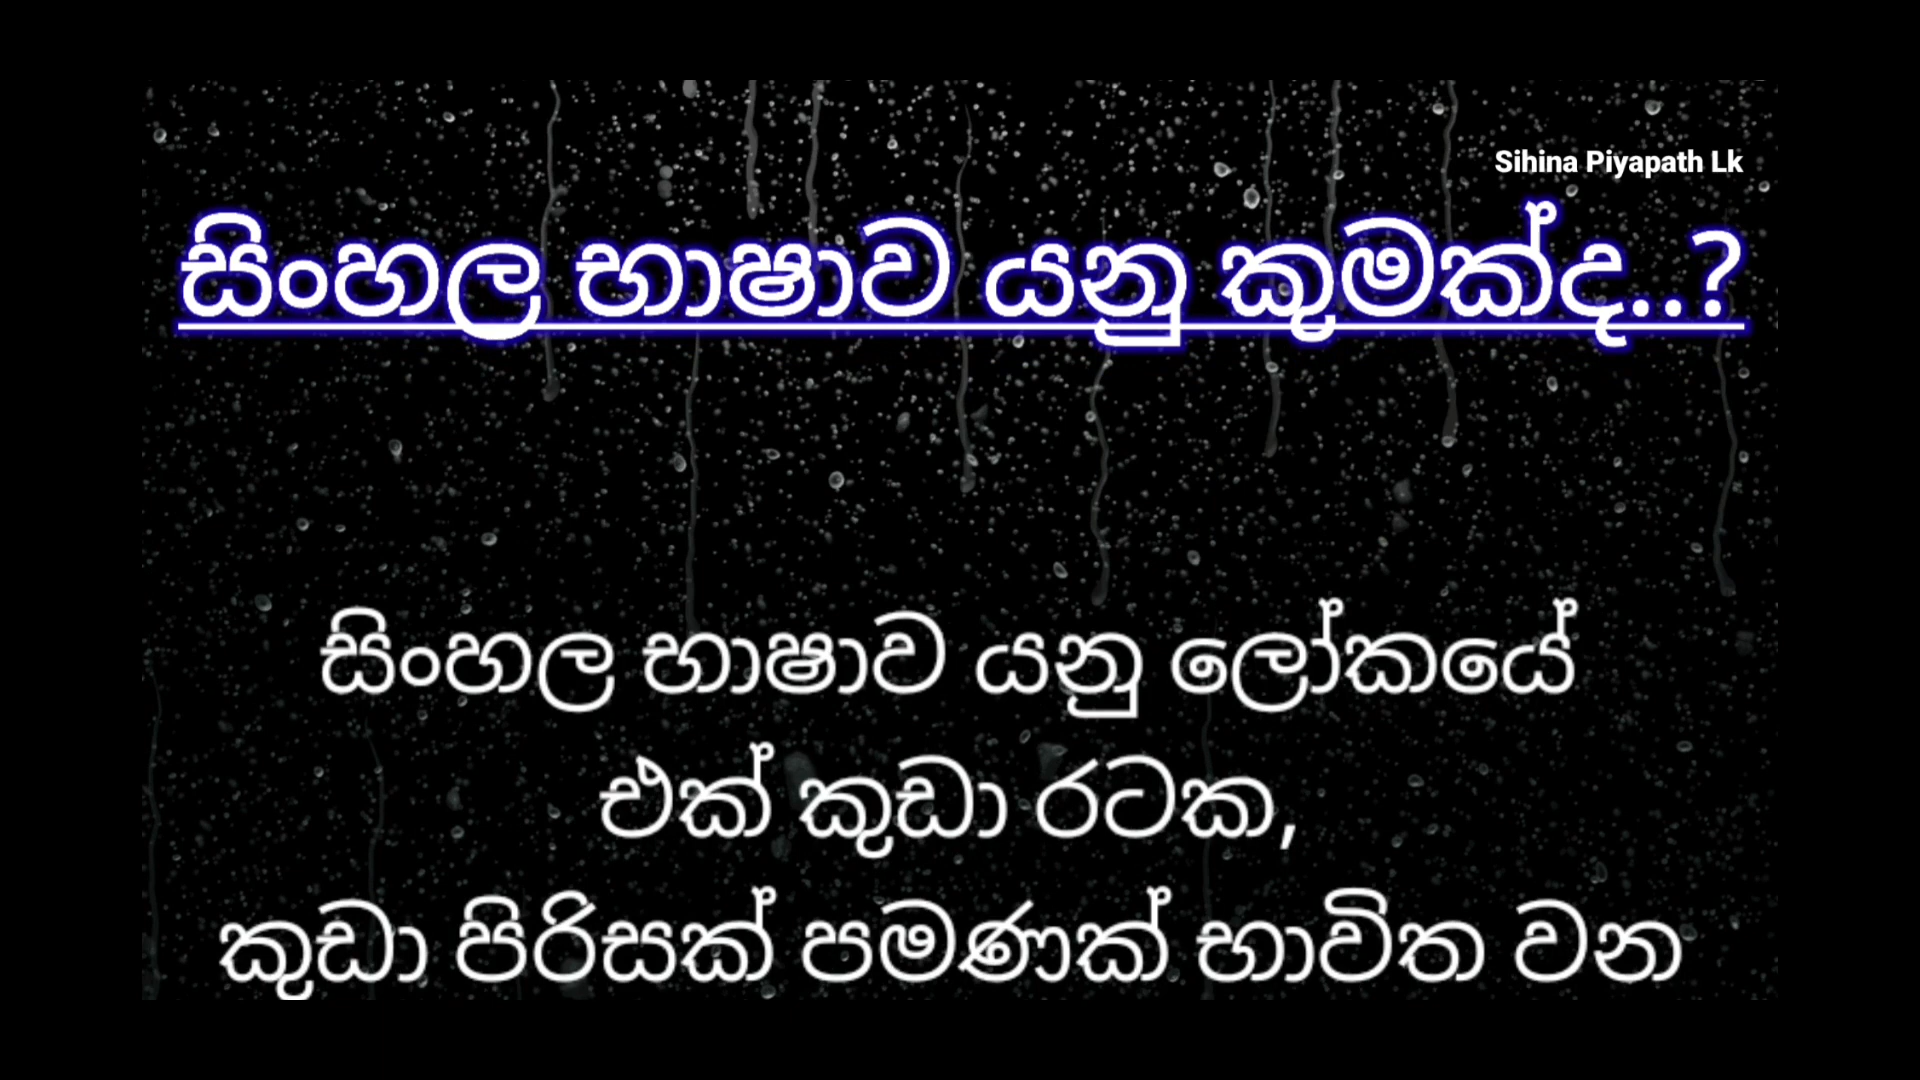 Sihina Piyapath Lk
සිංහල භාෂාව යනු කුමක්ද..?
සිංහල භාෂාව යනු ලෝකයේ
එක් කුඩා රටක,
කුඩා පිරිසක් පමණක් භාවිත වන